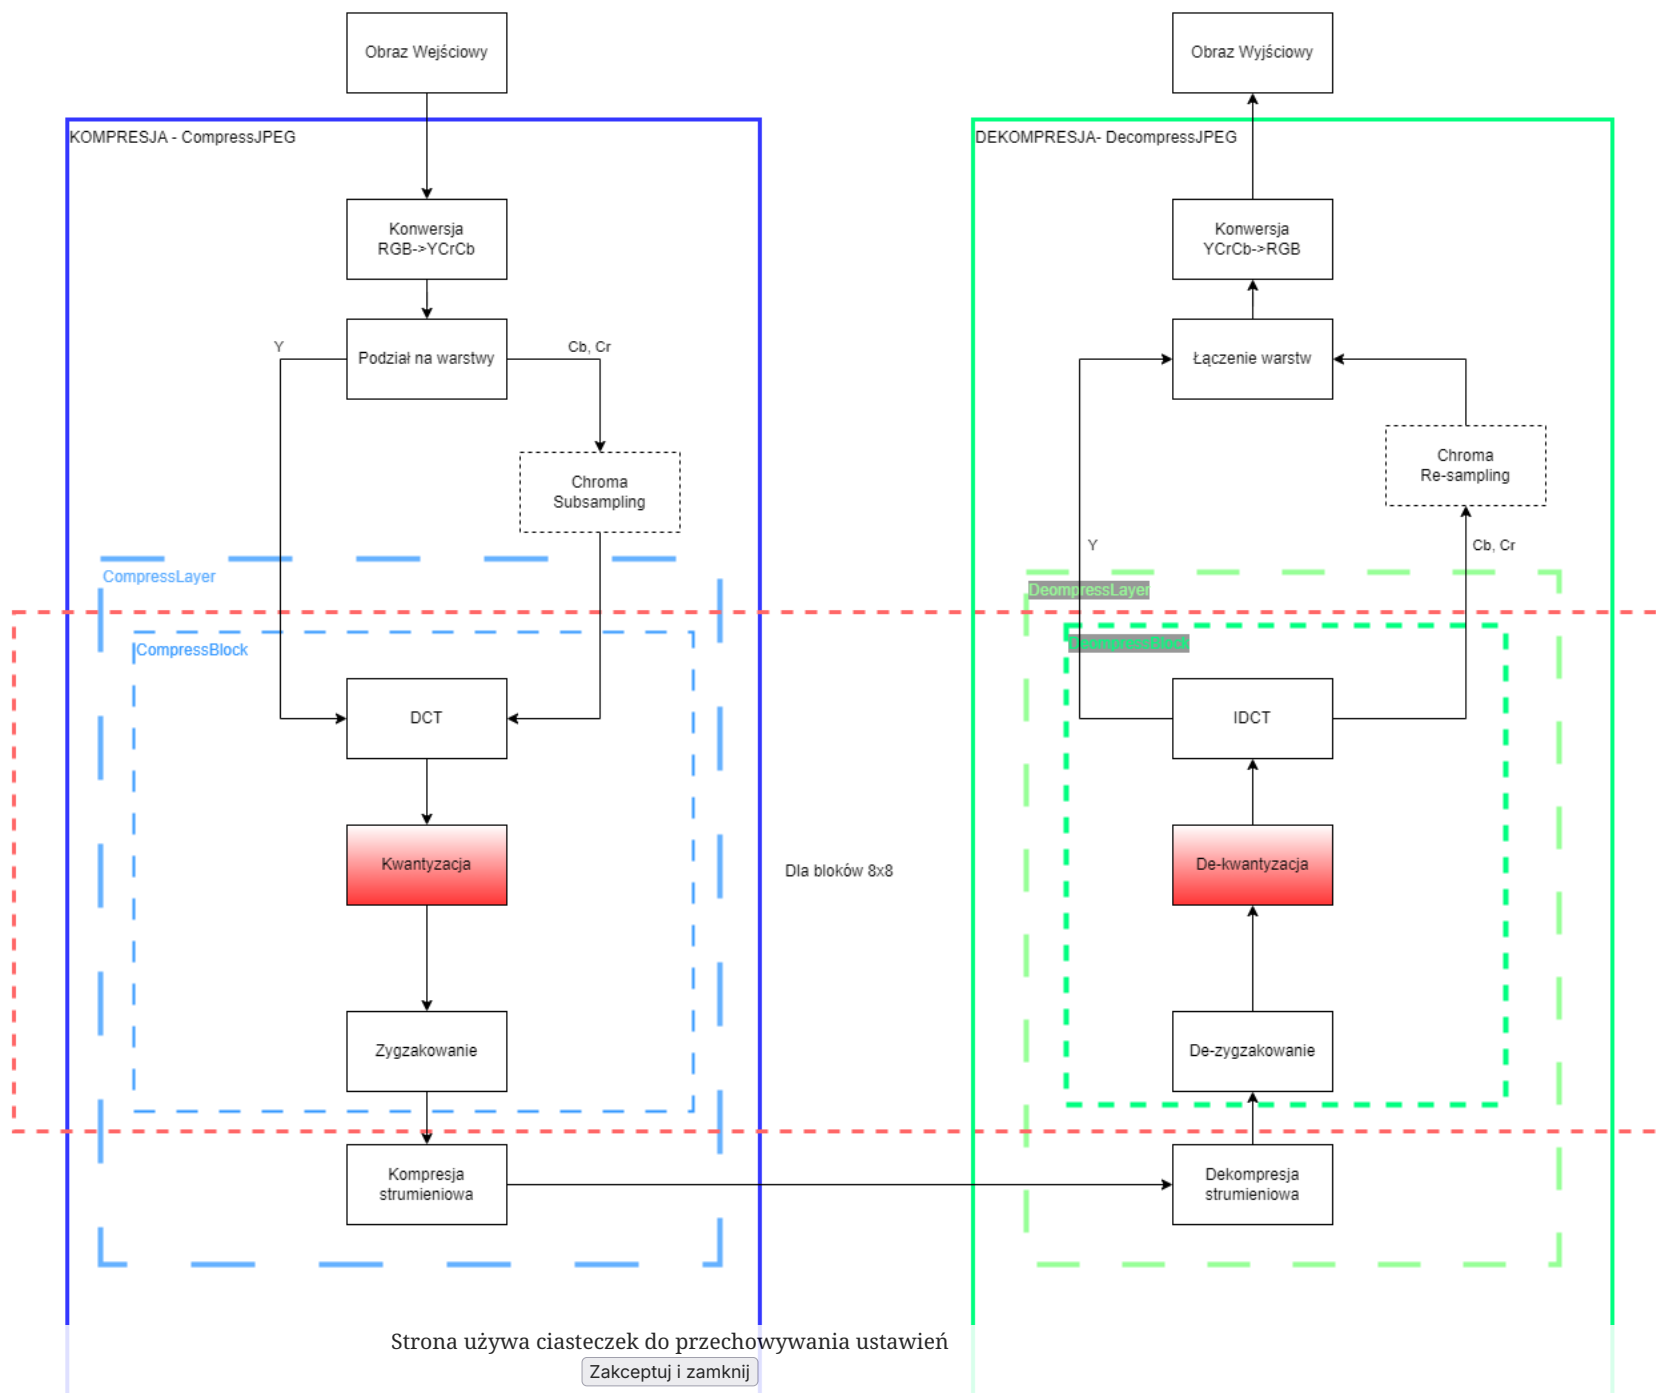 Obraz Wejściowy
KOMPRESJA - CompressJPEG
Konwersja
RGB->YCrCb
Podział na warstwy
Y
Cb, Cr
Chroma
Subsampling
CompressLayer
CompressBlock
DCT
Kwantyzacja
Zygzakowanie
Kompresja
strumieniowa
Dla bloków 8x8
Obraz Wyjściowy
DEKOMPRESJA- DecompressJPEG
Konwersja
YCrCb->RGB
Łączenie warstw
Chroma
Re-sampling
Y
Cb, Cr
DeompressLayer
DeompressBlock
IDCT
De-kwantyzacja
De-zygzakowanie
Dekompresja
strumieniowa
Strona używa ciasteczek do przechowywania ustawień
Zakceptuj i zamknij